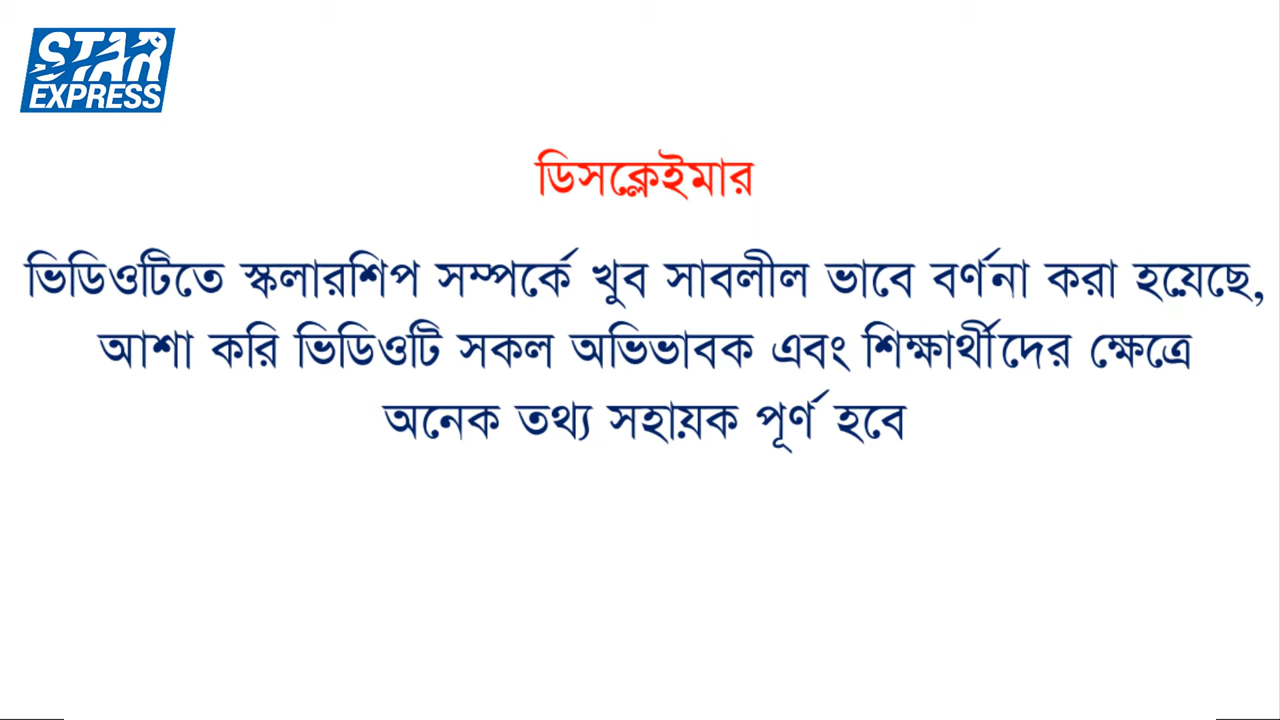 STAR
EXPRESS
ডিসক্লেইমার
ভিডিওটিতে স্কলারশিপ সম্পর্কে খুব সাবলীল ভাবে বর্ণনা করা হয়েছে,
আশা করি ভিডিওটি সকল অভিভাবক এবং শিক্ষার্থীদের ক্ষেত্রে
অনেক তথ্য সহায়ক পূর্ণ হবে